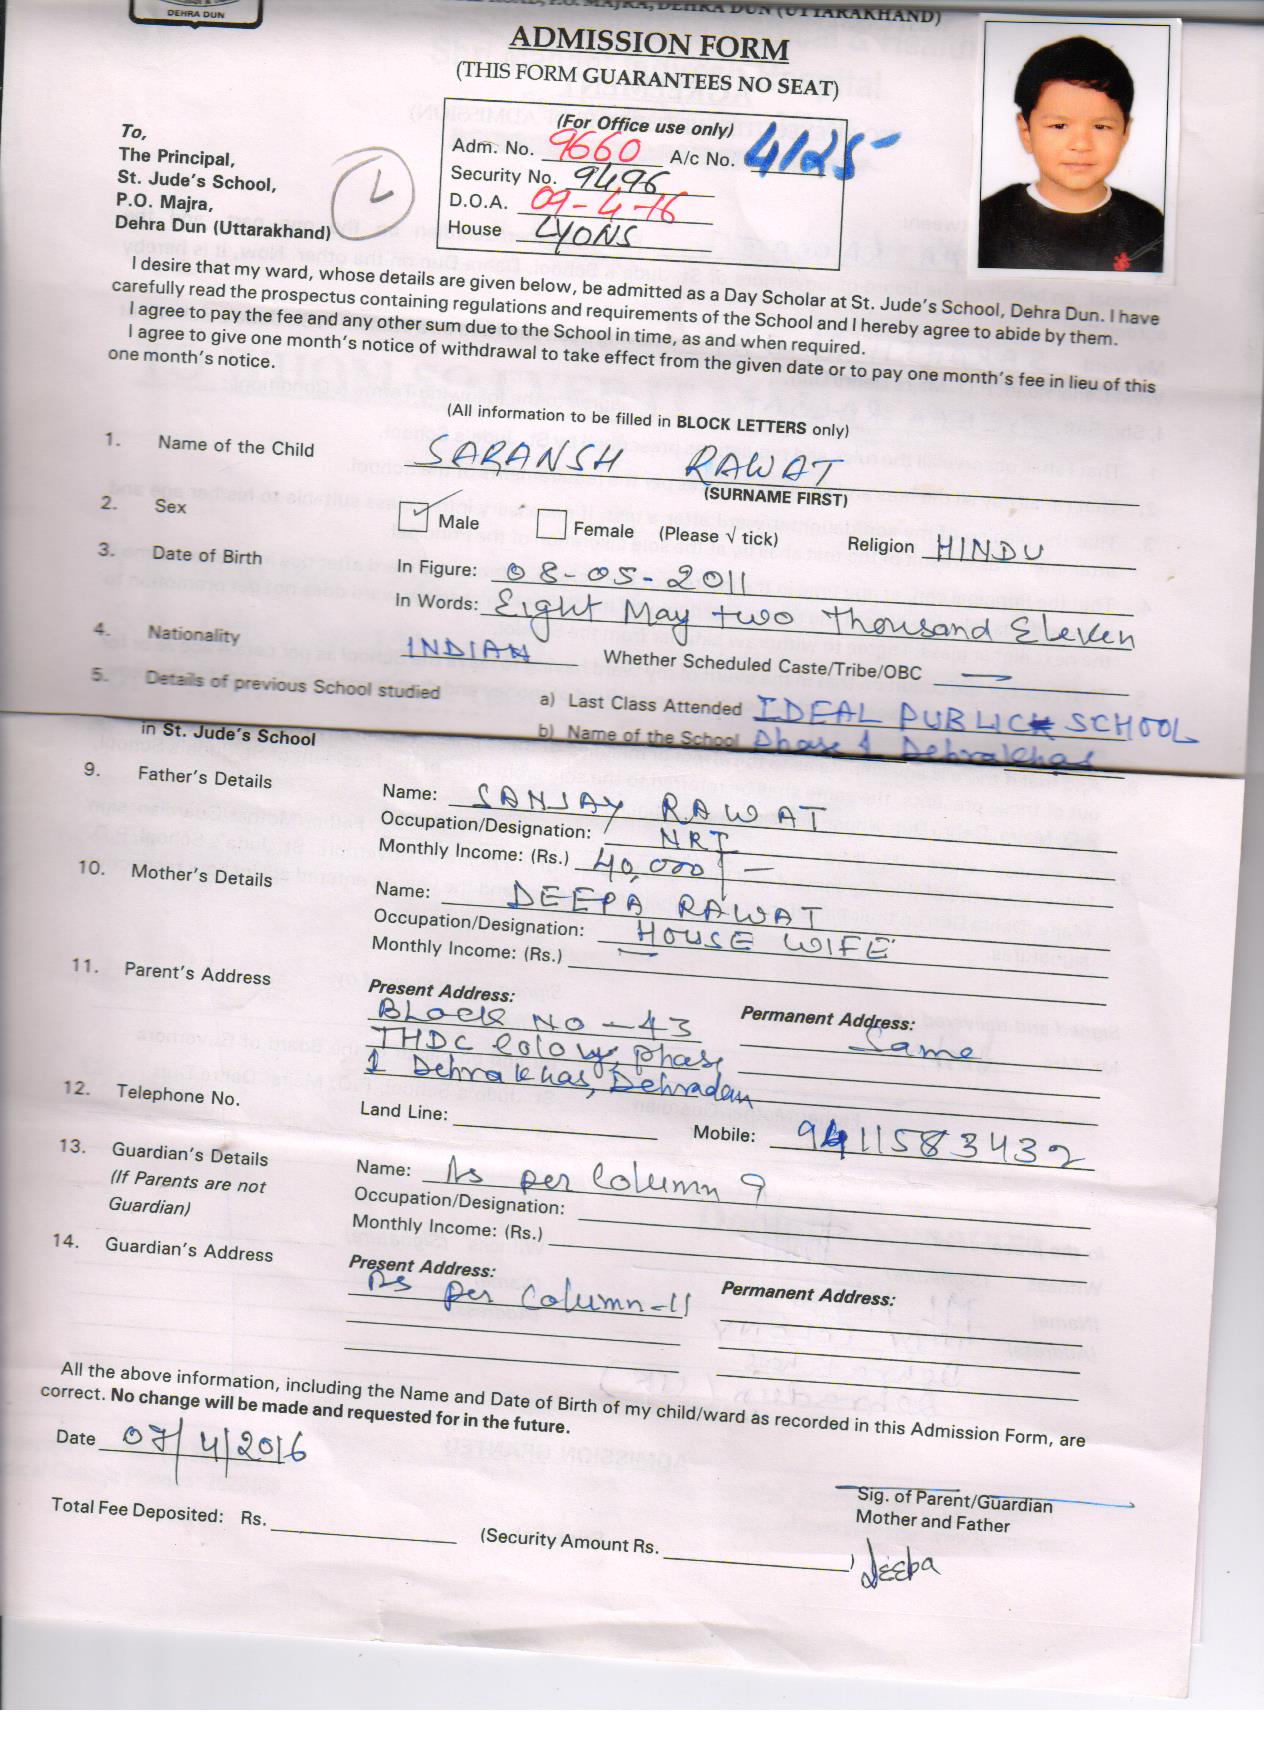 DEHRA DUN
ROAD, P.O. MAJRA, DEHRA DUN (UTTARAKHAND)
ADMISSION FORM
(THIS FORM GUARANTEES NO SEAT)
(For Office use only)
Adm. No. 9660 A/c No. 4125
Security No. 9496
D.O.A. 09-4-16
House LYONS
To,
The Principal,
St. Jude's School,
P.O. Majra,
Dehra Dun (Uttarakhand)
I desire that my ward, whose details are given below, be admitted as a Day Scholar at St. Jude's School, Dehra Dun. I have
carefully read the prospectus containing regulations and requirements of the School and I hereby agree to abide by them.
I agree to pay the fee and any other sum due to the School in time, as and when required.
I agree to give one month's notice of withdrawal to take effect from the given date or to pay one month's fee in lieu of this
one month's notice.
(All information to be filled in BLOCK LETTERS only)
1. Name of the Child SARANSH RAWAT
(SURNAME FIRST)
2. Sex Male Female (Please √ tick) Religion HINDU
3. Date of Birth In Figure: 08-05-2011
In Words: Eight May two Thousand Eleven
4. Nationality INDIAN Whether Scheduled Caste/Tribe/OBC —
5. Details of previous School studied a) Last Class Attended IDEAL PUBLIC SCHOOL
in St. Jude's School b) Name of the School Phase 1 Dehrakhas
9. Father's Details Name: SANJAY RAWAT
Occupation/Designation: NRI
Monthly Income: (Rs.) 40,000/—
10. Mother's Details Name: DEEPA RAWAT
Occupation/Designation: HOUSE WIFE
Monthly Income: (Rs.) —
11. Parent's Address Present Address: Permanent Address:
BLock NO-43 Same
THDC Colony, phase
1 Dehrakhas, Dehradun
12. Telephone No. Land Line: Mobile: 9411583432
13. Guardian's Details Name: As per Column 9
(If Parents are not Occupation/Designation:
Guardian) Monthly Income: (Rs.)
14. Guardian's Address Present Address: Permanent Address:
As per Column-11
All the above information, including the Name and Date of Birth of my child/ward as recorded in this Admission Form, are
correct. No change will be made and requested for in the future.
Date 07/4/2016
Sig. of Parent/Guardian
Mother and Father
Total Fee Deposited: Rs. (Security Amount Rs. )
Deepa